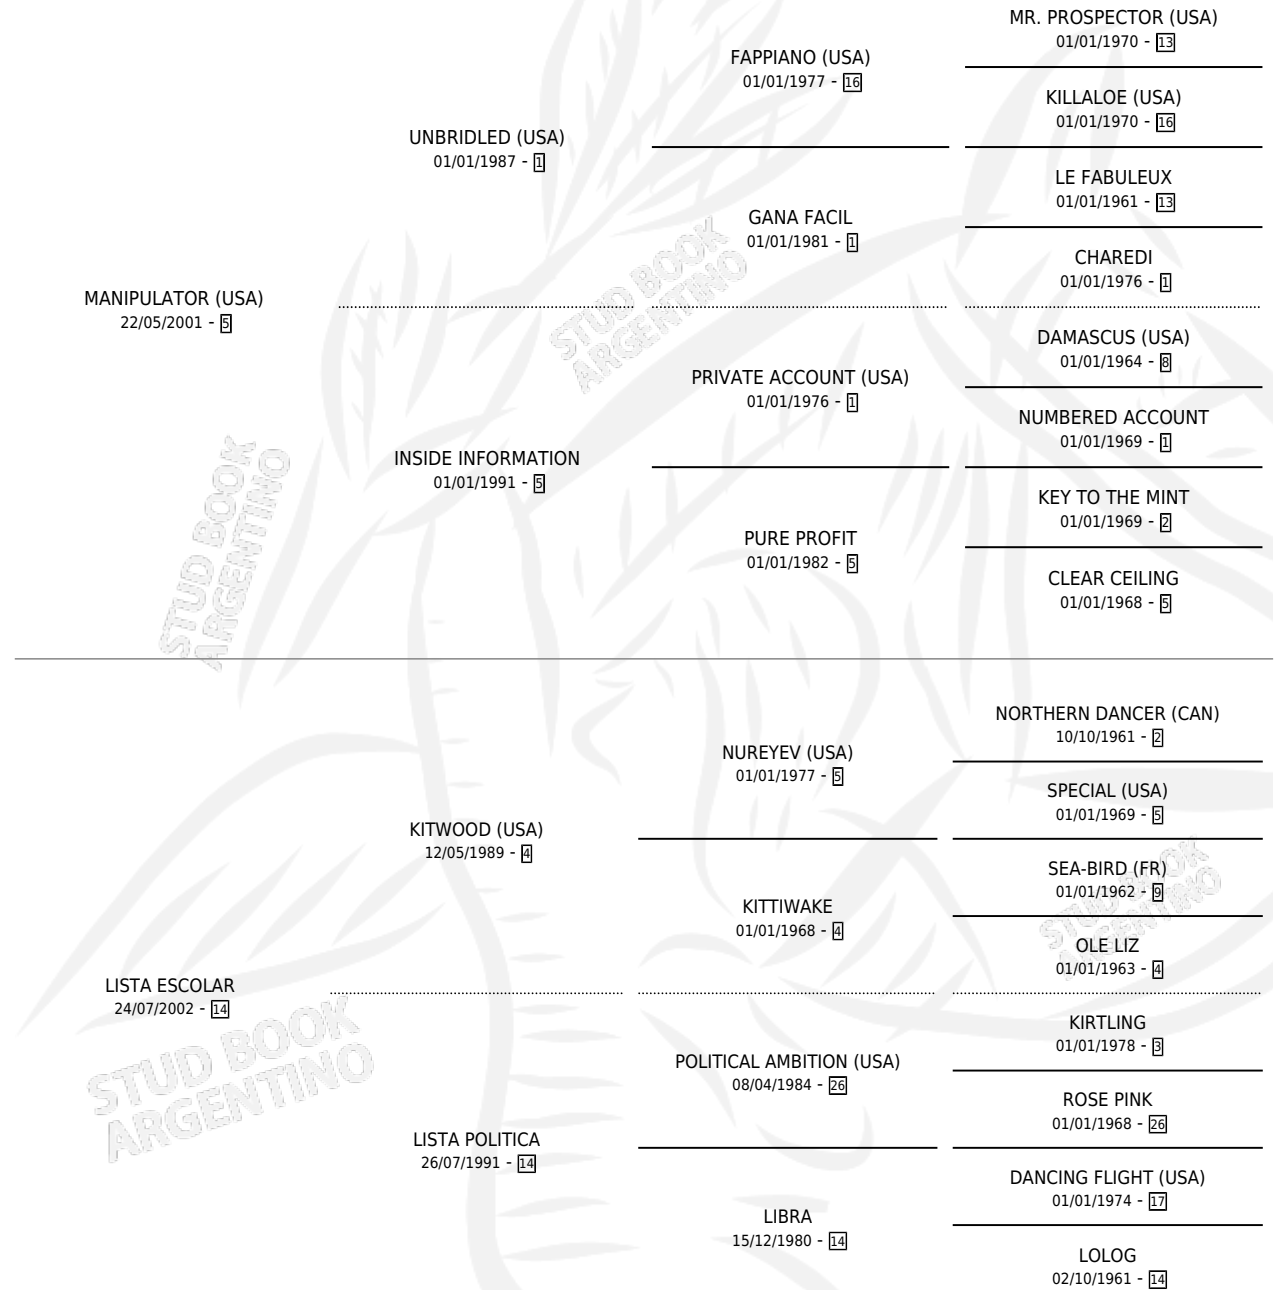 MR. PROSPECTOR (USA)
01/01/1970 - 13
FAPPIANO (USA)
01/01/1977 - 16
KILLALOE (USA)
01/01/1970 - 16
UNBRIDLED (USA)
01/01/1987 - 1
LE FABULEUX
01/01/1961 - 13
GANA FACIL
01/01/1981 - 1
CHAREDI
01/01/1976 - 1
MANIPULATOR (USA)
22/05/2001 - 5
STUD BOOK
ARGENTINO
DAMASCUS (USA)
01/01/1964 - 8
PRIVATE ACCOUNT (USA)
01/01/1976 - 1
NUMBERED ACCOUNT
01/01/1969 - 1
INSIDE INFORMATION
01/01/1991 - 5
STUD BOOK
ARGENTINO
KEY TO THE MINT
01/01/1969 - 2
PURE PROFIT
01/01/1982 - 5
CLEAR CEILING
01/01/1968 - 5
NORTHERN DANCER (CAN)
10/10/1961 - 2
NUREYEV (USA)
01/01/1977 - 5
SPECIAL (USA)
01/01/1969 - 5
KITWOOD (USA)
12/05/1989 - 4
SEA-BIRD (FR)
01/01/1962 - 9
STUD BOOK
ARGENTINO
KITTIWAKE
01/01/1968 - 4
OLE LIZ
01/01/1963 - 4
LISTA ESCOLAR
24/07/2002 - 14
STUD BOOK
ARGENTINO
KIRTLING
01/01/1978 - 3
POLITICAL AMBITION (USA)
08/04/1984 - 26
ROSE PINK
01/01/1968 - 26
LISTA POLITICA
26/07/1991 - 14
DANCING FLIGHT (USA)
01/01/1974 - 17
LIBRA
15/12/1980 - 14
LOLOG
02/10/1961 - 14